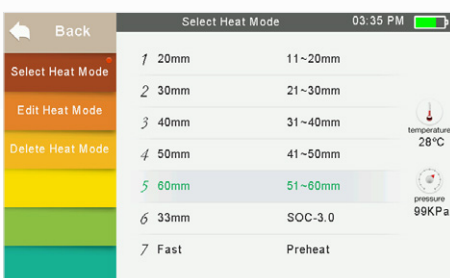 Back
Select Heat Mode 03:35 PM
Select Heat Mode
Edit Heat Mode
Delete Heat Mode
1 20mm 11~20mm
2 30mm 21~30mm
3 40mm 31~40mm
4 50mm 41~50mm
5 60mm 51~60mm
6 33mm SOC-3.0
7 Fast Preheat
temperature
28°C
pressure
99KPa